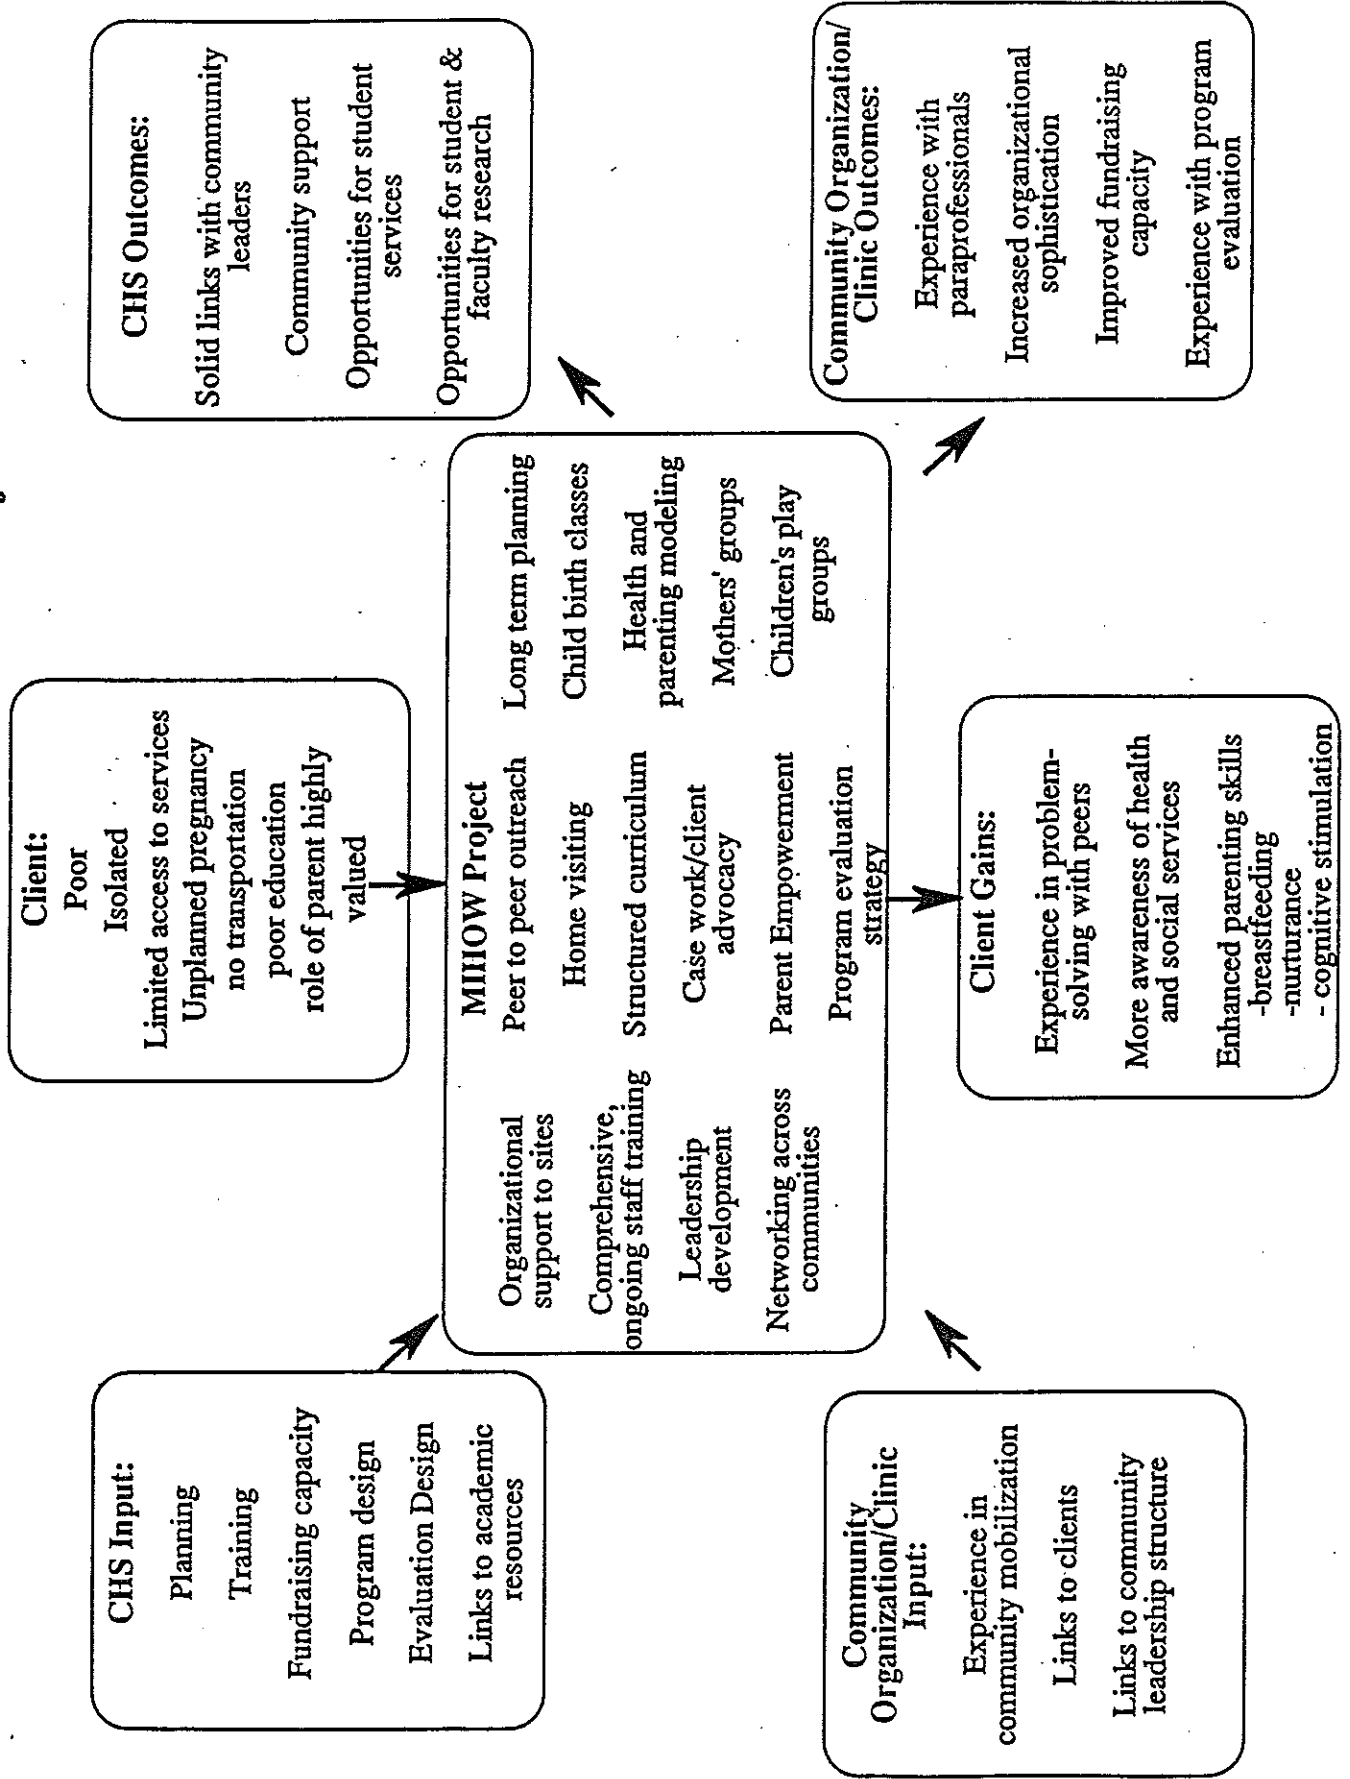 Client:
Poor
Isolated
Limited access to services
Unplanned pregnancy
no transportation
poor education
role of parent highly
valued
CHS Input:
Planning
Training
Fundraising capacity
Program design
Evaluation Design
Links to academic
resources
Community
Organization/Clinic
Input:
Experience in
community mobilization
Links to clients
Links to community
leadership structure
MIHOW Project
Organizational
support to sites
Comprehensive,
ongoing staff training
Leadership
development
Networking across
communities
Peer to peer outreach
Home visiting
Structured curriculum
Case work/client
advocacy
Parent Empowerment
Program evaluation
strategy
Long term planning
Child birth classes
Health and
parenting modeling
Mothers' groups
Children's play
groups
CHS Outcomes:
Solid links with community
leaders
Community support
Opportunities for student
services
Opportunities for student &
faculty research
Client Gains:
Experience in problem-
solving with peers
More awareness of health
and social services
Enhanced parenting skills
-breastfeeding
-nurturance
- cognitive stimulation
Community Organization/
Clinic Outcomes:
Experience with
paraprofessionals
Increased organizational
sophistication
Improved fundraising
capacity
Experience with program
evaluation